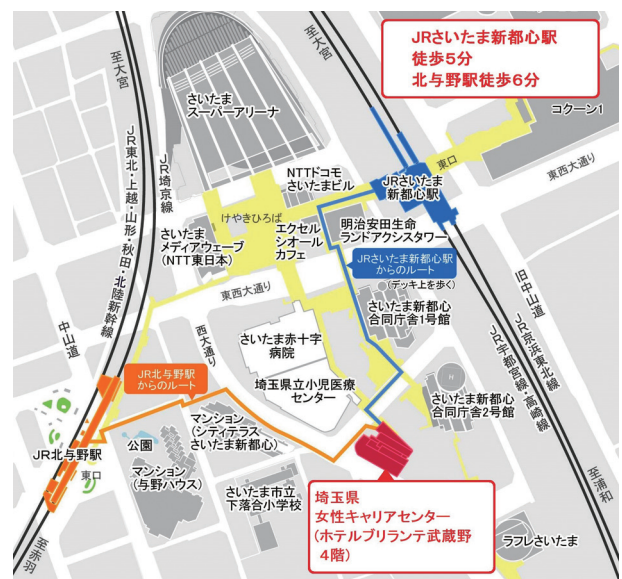 JRさいたま新都心駅
徒歩5分
北与野駅徒歩6分
至大宮
至大宮
さいたま
スーパーアリーナ
コクーン1
JR東北・上越・山形・秋田・北陸新幹線
JR埼京線
NTTドコモ
さいたまビル
東口
JRさいたま
新都心駅
東西大通り
けやきひろば
さいたま
メディアウェーブ
(NTT東日本)
エクセル
シオール
カフェ
明治安田生命
ランドアクシスタワー
JRさいたま新都心駅
からのルート
(デッキ上を歩く)
旧中山道
中山道
東西大通り
西大通り
さいたま新都心
合同庁舎1号館
JR京浜東北線
JR宇都宮線・高崎線
さいたま赤十字
病院
埼玉県立小児医療
センター
H
さいたま新都心
合同庁舎2号館
JR北与野駅
からのルート
JR北与野駅
東口
公園
マンション
(シティテラス
さいたま新都心)
マンション
(与野ハウス)
さいたま市立
下落合小学校
埼玉県
女性キャリアセンター
(ホテルブリランテ武蔵野
4階)
至浦和
ラフレさいたま
至赤羽